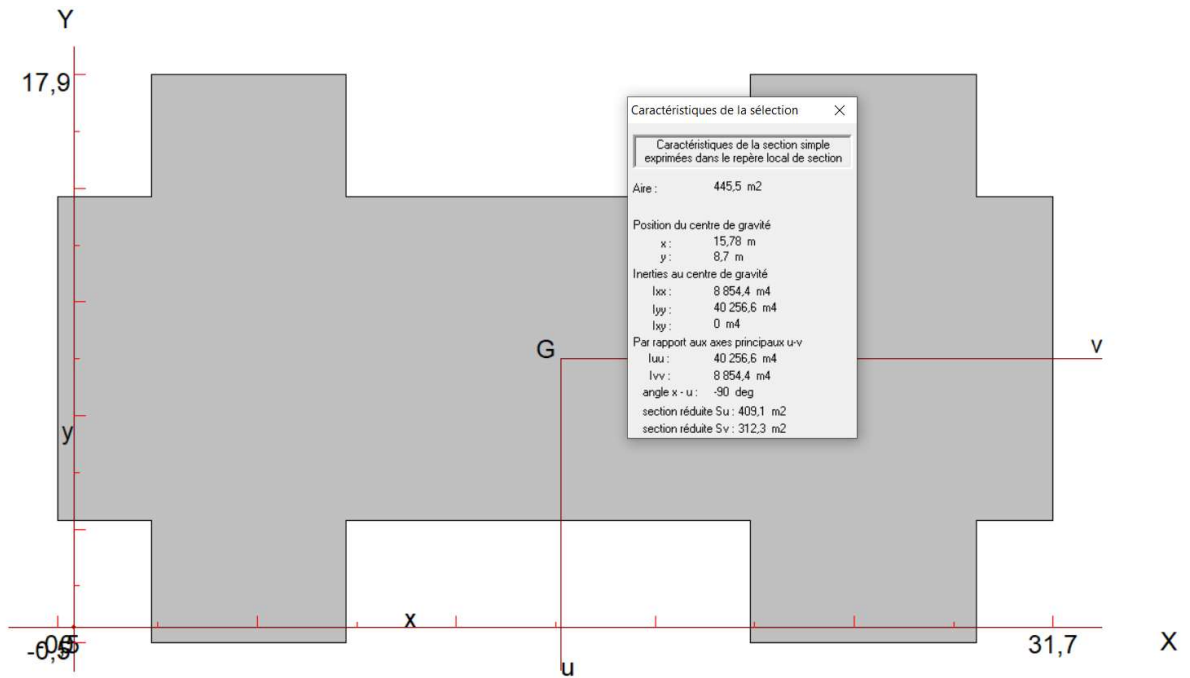 Y
17,9
Caractéristiques de la sélection
Caractéristiques de la section simple
exprimées dans le repère local de section
Aire : 445,5 m2
Position du centre de gravité
x : 15,78 m
y : 8,7 m
Inerties au centre de gravité
Ixx : 8 854,4 m4
Iyy : 40 256,6 m4
Ixy : 0 m4
Par rapport aux axes principaux u-v
Iuu : 40 256,6 m4
Ivv : 8 854,4 m4
angle x - u : -90 deg
section réduite Su : 409,1 m2
section réduite Sv : 312,3 m2
G
v
y
x
31,7
X
u